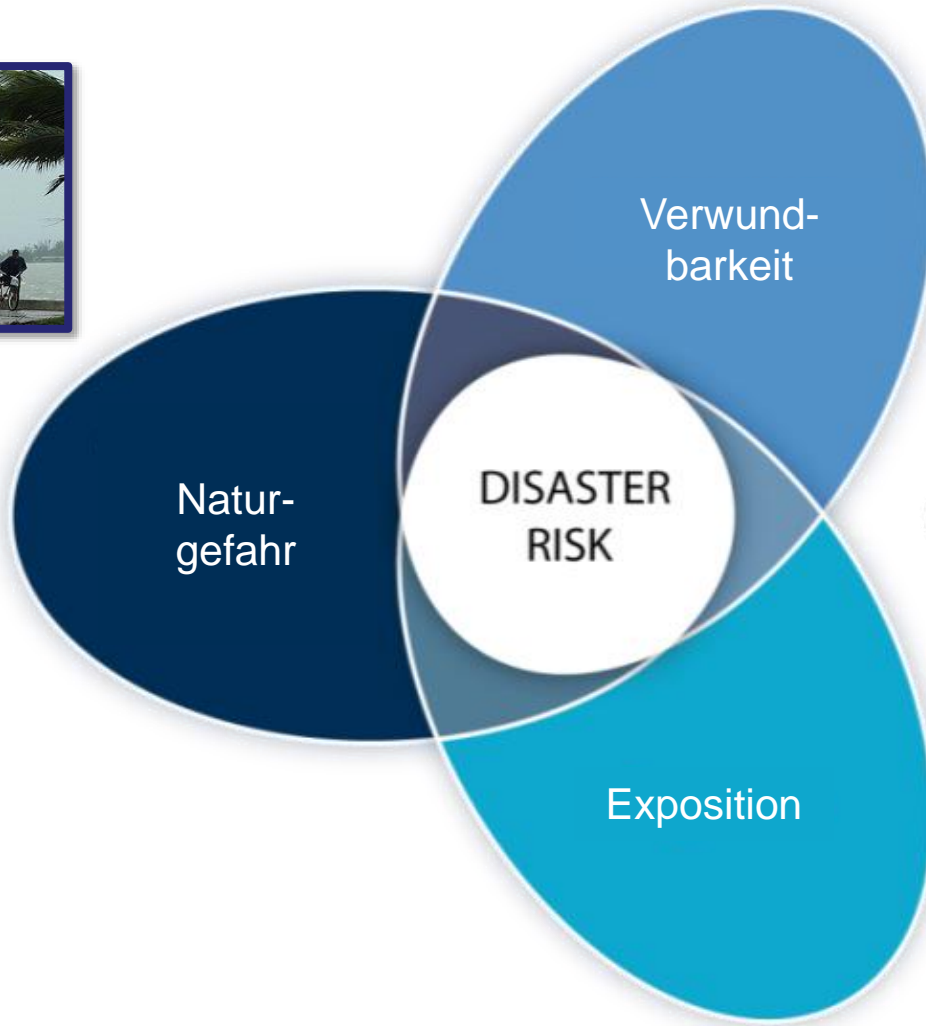 Verwund-
barkeit
Natur-
gefahr
DISASTER
RISK
Exposition